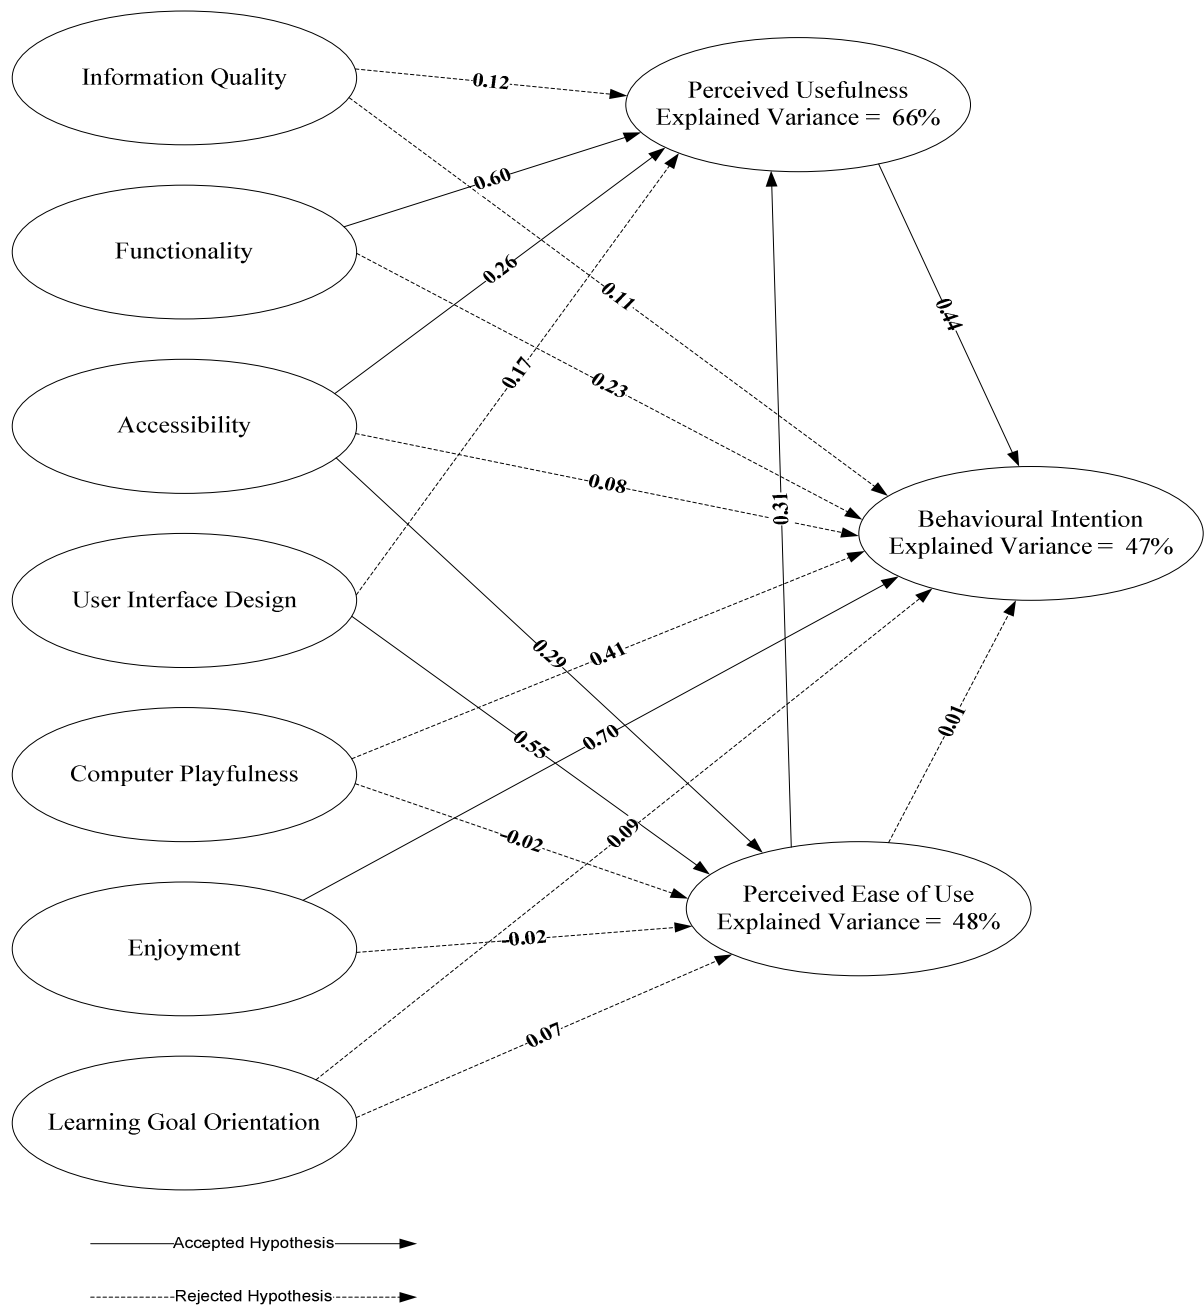 Information Quality
0.12
Perceived Usefulness
Explained Variance = 66%
0.60
Functionality
0.26
0.11
0.44
0.17
0.23
Accessibility
0.08
0.31
Behavioural Intention
Explained Variance = 47%
User Interface Design
0.29
0.41
0.55
0.70
0.01
Computer Playfulness
-0.02
0.09
Perceived Ease of Use
Explained Variance = 48%
Enjoyment
-0.02
0.07
Learning Goal Orientation
Accepted Hypothesis
Rejected Hypothesis